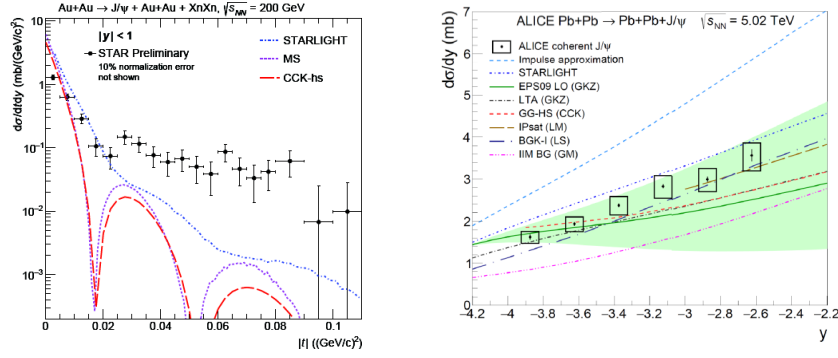 Au+Au → J/ψ + Au+Au + XnXn, √sNN = 200 GeV
|y| < 1
STAR Preliminary
10% normalization error
not shown
STARLIGHT
MS
CCK-hs
dσ/dtdy (mb/(GeV/c)²)
10
1
10⁻¹
10⁻²
10⁻³
0 0.02 0.04 0.06 0.08 0.1
|t| ((GeV/c)²)
ALICE Pb+Pb → Pb+Pb+J/ψ √sNN = 5.02 TeV
ALICE coherent J/ψ
Impulse approximation
STARLIGHT
EPS09 LO (GKZ)
LTA (GKZ)
GG-HS (CCK)
IPsat (LM)
BGK-I (LS)
IIM BG (GM)
dσ/dy (mb)
7
6
5
4
3
2
1
0
−4.2 −4 −3.8 −3.6 −3.4 −3.2 −3 −2.8 −2.6 −2.4 −2.2
y